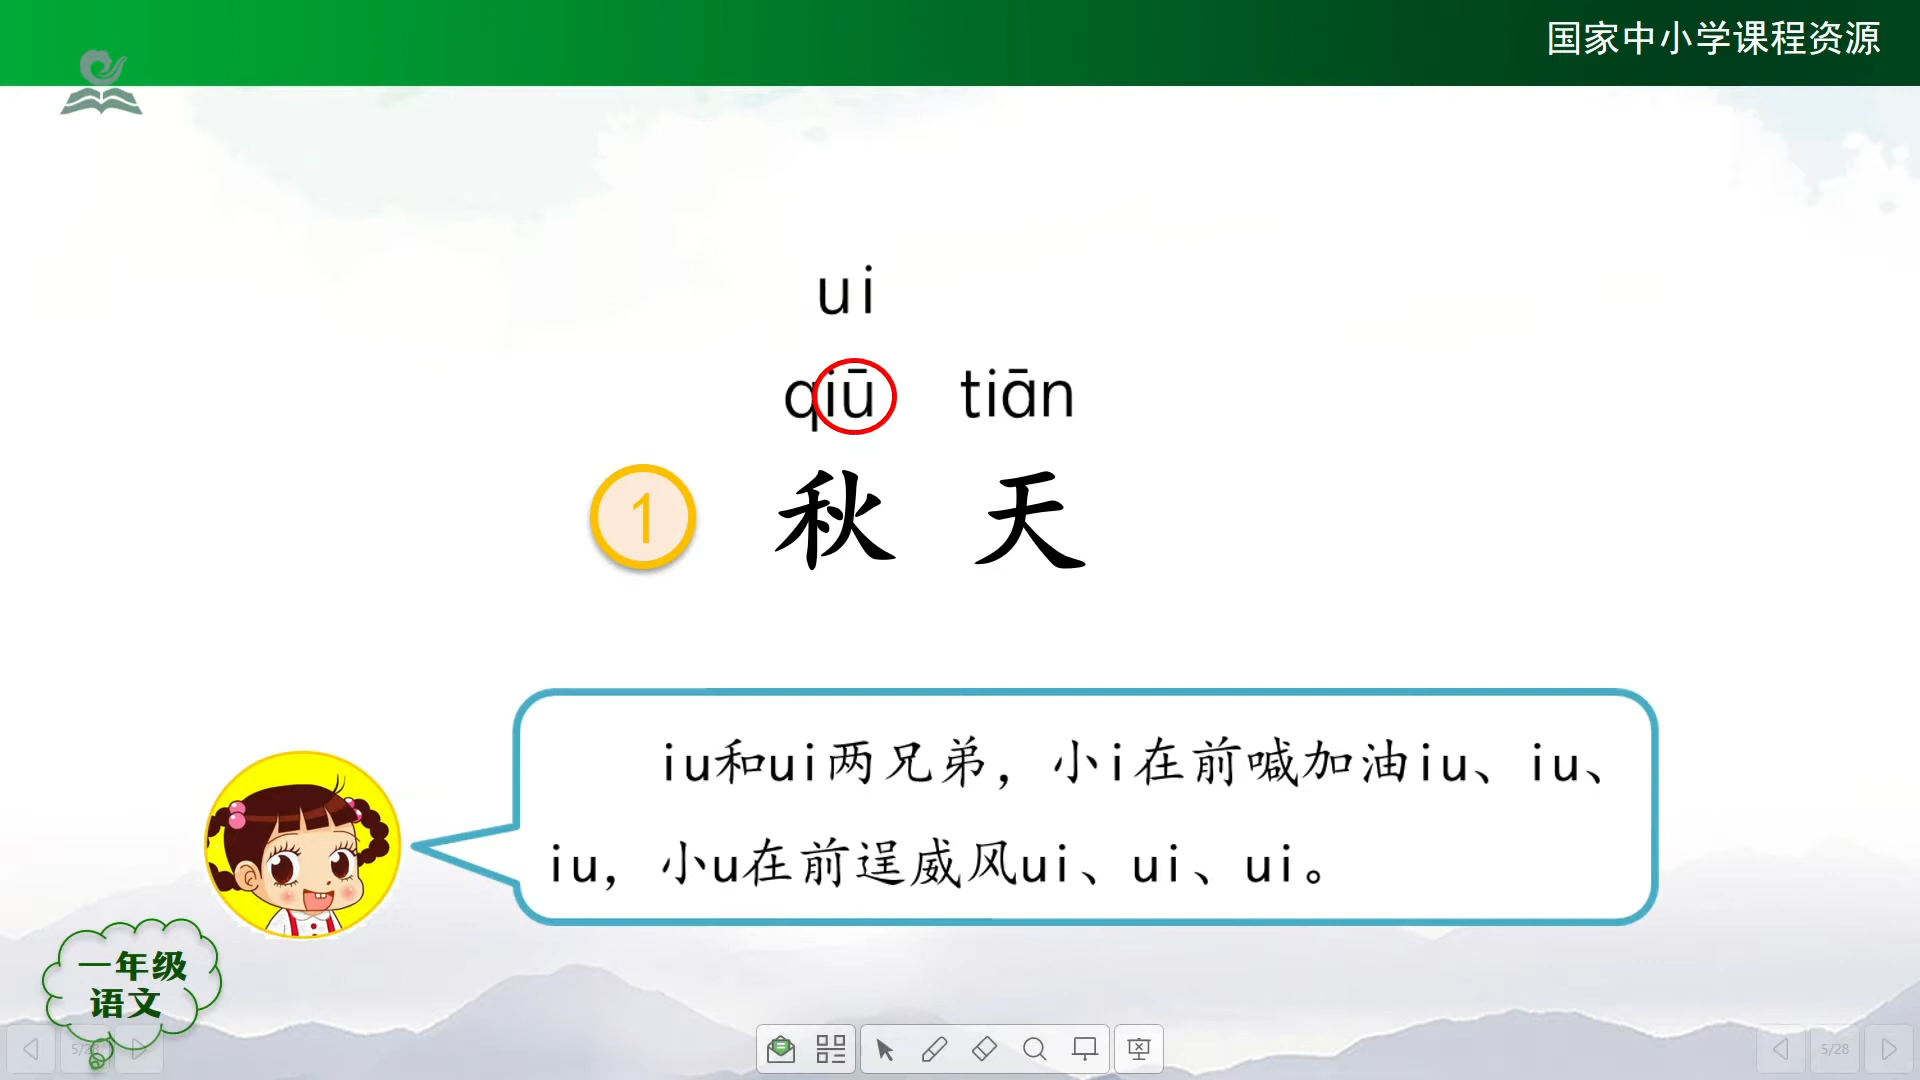 国家中小学课程资源
ui
qiū tiān
1 秋 天
iu和ui两兄弟，小i在前喊加油iu、iu、
iu，小u在前逞威风ui、ui、ui。
一年级
语文
5/28
5/28